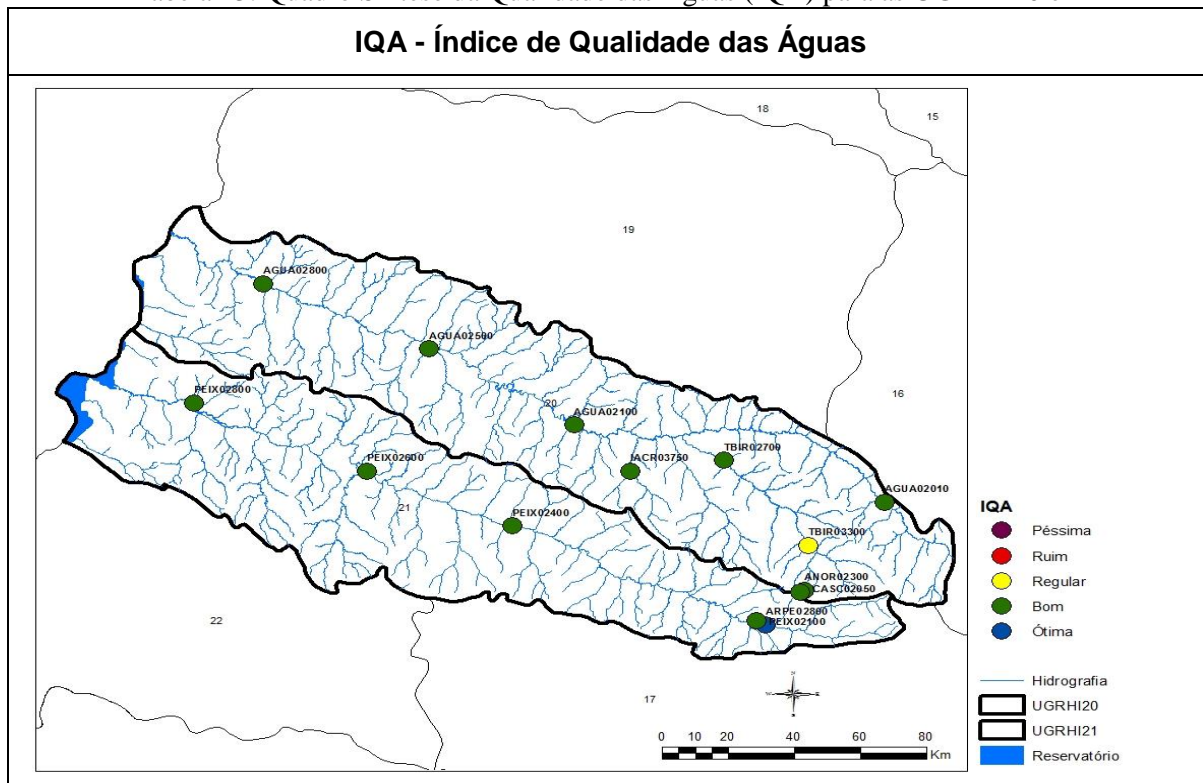 IQA - Índice de Qualidade das Águas
18
15
19
AGUA02800
AGUA02500
16
PEIX02800
20
AGUA02100
TBIR02700
IACR03750
PEIX02600
AGUA02010
21
PEIX02400
TBIR03300
ANOR02300
CASC02050
ARPE02800
PEIX02100
22
17
0 10 20 40 60 80
Km
IQA
Péssima
Ruim
Regular
Bom
Ótima
Hidrografia
UGRHI20
UGRHI21
Reservatório